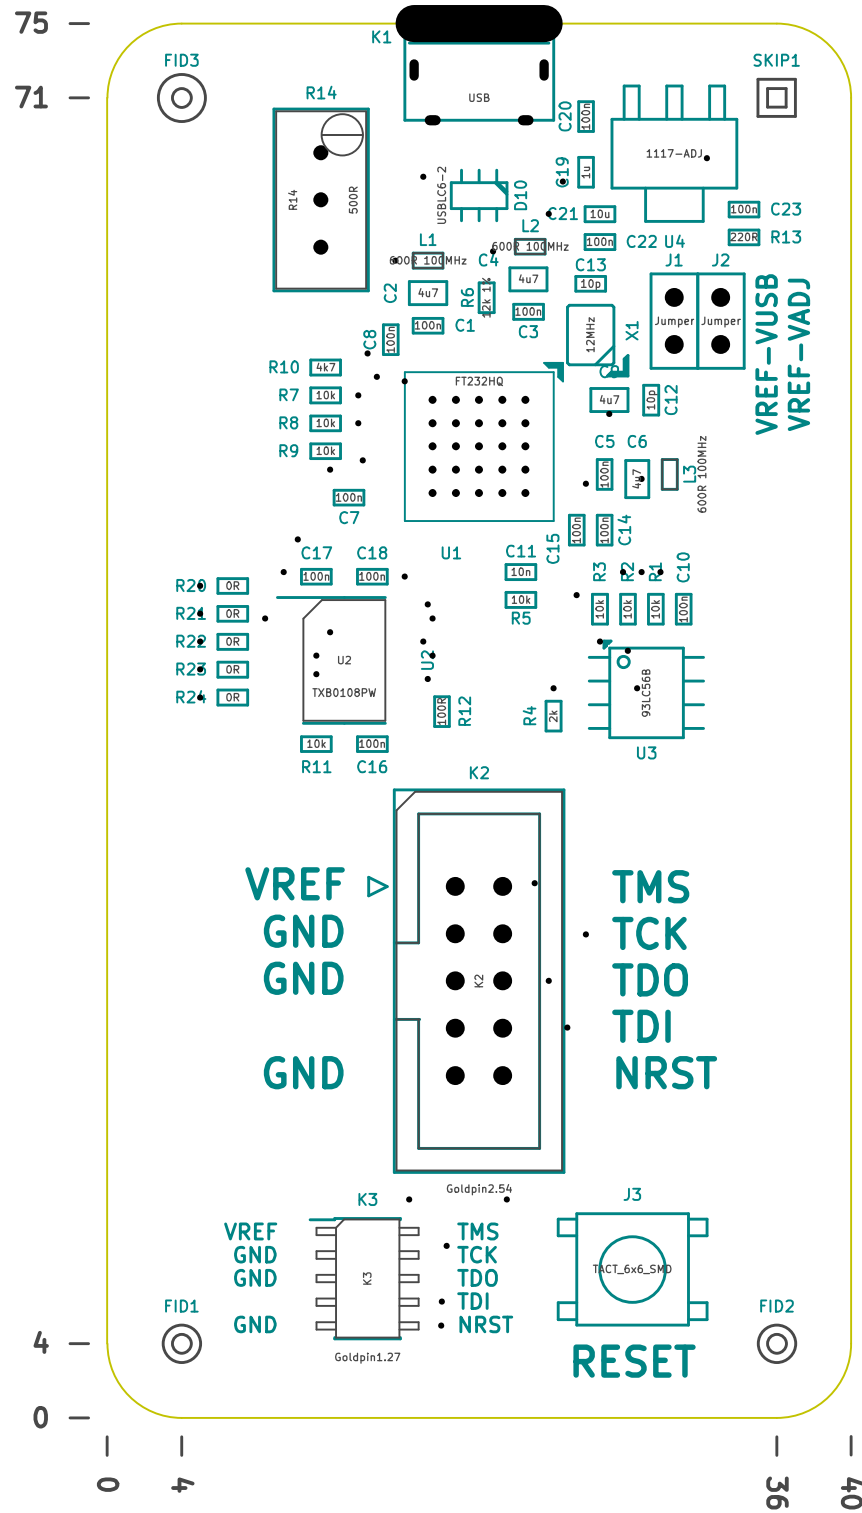 75
K1
FID3
SKIP1
71
R14
USB
C20
100n
1117-ADJ
C19
1u
USBLC6-2
D10
R14
500R
C21
10u
100n
C23
L2
C22
100n
U4
220R
R13
L1
600R 100MHz
600R 100MHz
C4
C13
J1
J2
C2
4u7
R6
12k 1%
4u7
10p
VREF-VUSB
VREF-VADJ
C1
100n
C3
100n
12MHz
X1
Jumper
Jumper
C8
100n
R10
4k7
FT232HQ
R7
10k
4u7
10p
C12
R8
10k
R9
10k
C5
C6
100n
4u7
L3
600R 100MHz
100n
C7
C15
100n
100n
C14
C17
C18
U1
C11
R3
R2
R1
C10
100n
100n
10n
R20
0R
10k
R5
10k
10k
10k
100n
R21
0R
R22
0R
U2
U2
R23
0R
93LC56B
R24
0R
TXB0108PW
100R
R12
R4
2k
10k
R11
100n
C16
U3
K2
VREF
TMS
GND
TCK
GND
K2
TDO
TDI
GND
NRST
Goldpin2.54
K3
J3
VREF
TMS
GND
TCK
GND
K3
TDO
TACT_6x6_SMD
TDI
GND
NRST
FID1
FID2
4
Goldpin1.27
RESET
0
0
4
36
40